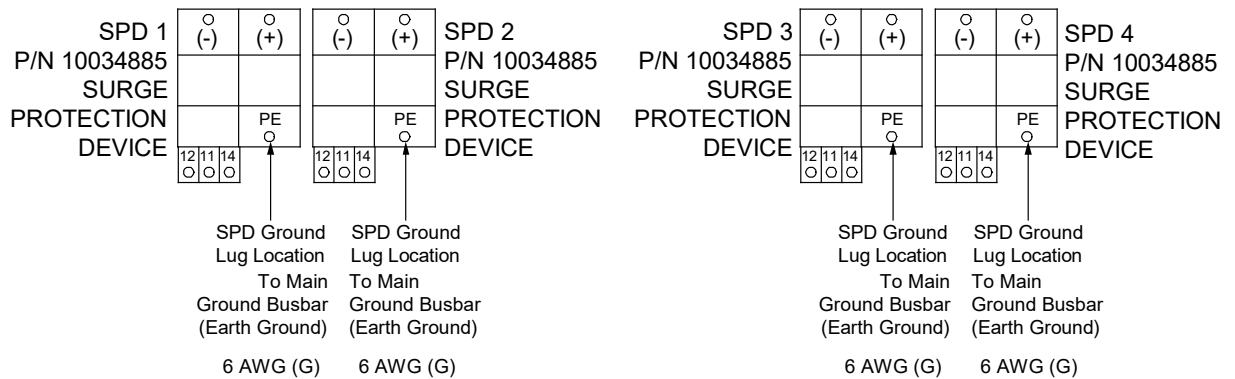 SPD 1
P/N 10034885
SURGE
PROTECTION
DEVICE
(-) (+)
PE
12 11 14
(-) (+)
PE
12 11 14
SPD 2
P/N 10034885
SURGE
PROTECTION
DEVICE
SPD Ground
Lug Location
To Main
Ground Busbar
(Earth Ground)
6 AWG (G)
SPD Ground
Lug Location
To Main
Ground Busbar
(Earth Ground)
6 AWG (G)
SPD 3
P/N 10034885
SURGE
PROTECTION
DEVICE
(-) (+)
PE
12 11 14
(-) (+)
PE
12 11 14
SPD 4
P/N 10034885
SURGE
PROTECTION
DEVICE
SPD Ground
Lug Location
To Main
Ground Busbar
(Earth Ground)
6 AWG (G)
SPD Ground
Lug Location
To Main
Ground Busbar
(Earth Ground)
6 AWG (G)